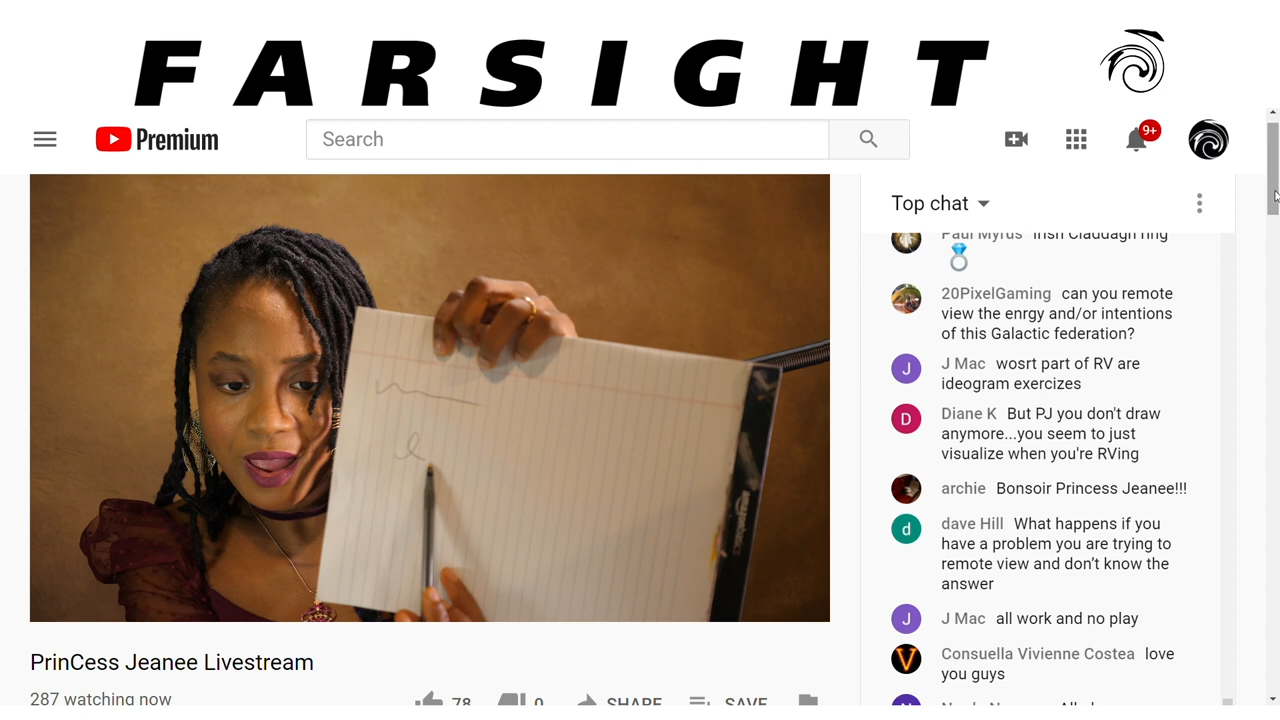 FARSIGHT
Premium
Search
9+
Top chat
Paul Myrus Irish Claddagh ring
20PixelGaming can you remote
view the enrgy and/or intentions
of this Galactic federation?
J
J Mac wosrt part of RV are
ideogram exercizes
D
Diane K But PJ you don't draw
anymore...you seem to just
visualize when you're RVing
archie Bonsoir Princess Jeanee!!!
d
dave Hill What happens if you
have a problem you are trying to
remote view and don't know the
answer
J
J Mac all work and no play
V
Consuella Vivienne Costea love
you guys
PrinCess Jeanee Livestream
287 watching now
78
0
SHARE
SAVE